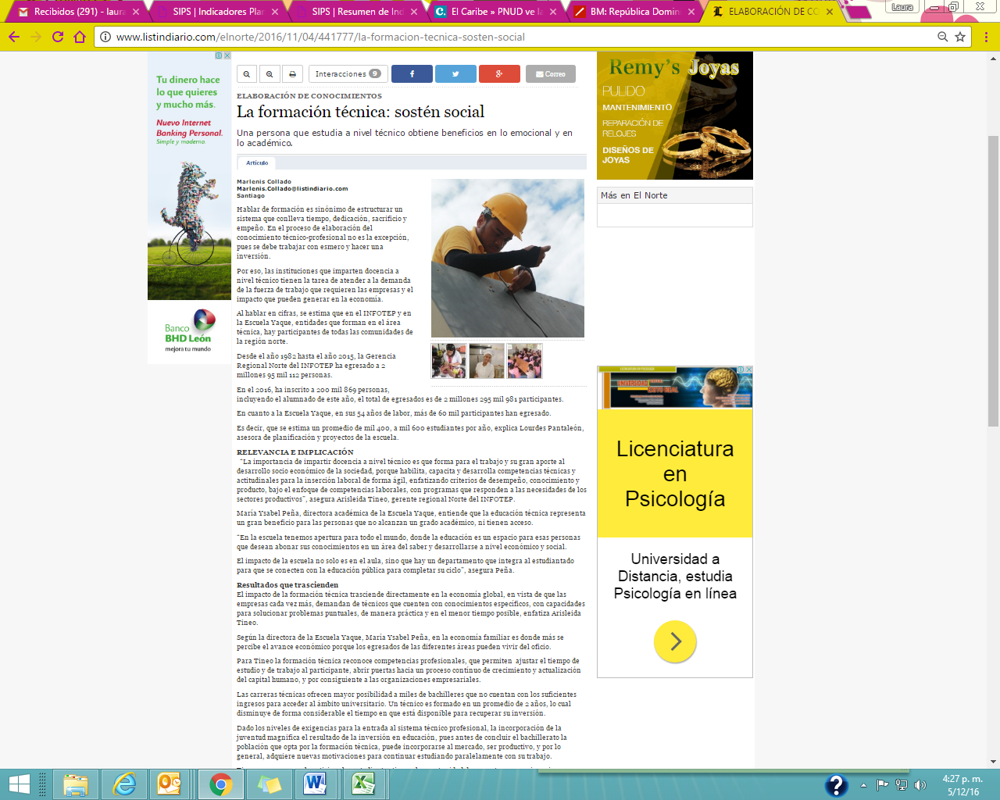 Recibidos (291) - laura
SIPS | Indicadores Plan
SIPS | Resumen de Ind
El Caribe » PNUD ve la
BM: República Domini
ELABORACIÓN DE CO
Laura
www.listindiario.com/elnorte/2016/11/04/441777/la-formacion-tecnica-sosten-social
Tu dinero hace
lo que quieres
y mucho más.
Nuevo Internet
Banking Personal.
Simple y moderno.
Banco
BHD León
mejora tu mundo
Interacciones 9
Correo
ELABORACIÓN DE CONOCIMIENTOS
La formación técnica: sostén social
Una persona que estudia a nivel técnico obtiene beneficios en lo emocional y en
lo académico.
Artículo
Marlenis Collado
Marlenis.Collado@listindiario.com
Santiago
Hablar de formación es sinónimo de estructurar un
sistema que conlleva tiempo, dedicación, sacrificio y
empeño. En el proceso de elaboración del
conocimiento técnico-profesional no es la excepción,
pues se debe trabajar con esmero y hacer una
inversión.
Por eso, las instituciones que imparten docencia a
nivel técnico tienen la tarea de atender a la demanda
de la fuerza de trabajo que requieren las empresas y el
impacto que pueden generar en la economía.
Al hablar en cifras, se estima que en el INFOTEP y en
la Escuela Yaque, entidades que forman en el área
técnica, hay participantes de todas las comunidades de
la región norte.
Desde el año 1982 hasta el año 2015, la Gerencia
Regional Norte del INFOTEP ha egresado a 2
millones 95 mil 112 personas.
En el 2016, ha inscrito a 200 mil 869 personas,
incluyendo el alumnado de este año, el total de egresados es de 2 millones 295 mil 981 participantes.
En cuanto a la Escuela Yaque, en sus 54 años de labor, más de 60 mil participantes han egresado.
Es decir, que se estima un promedio de mil 400, a mil 600 estudiantes por año, explica Lourdes Pantaleón,
asesora de planificación y proyectos de la escuela.
RELEVANCIA E IMPLICACIÓN
"La importancia de impartir docencia a nivel técnico es que forma para el trabajo y su gran aporte al
desarrollo socio económico de la sociedad, porque habilita, capacita y desarrolla competencias técnicas y
actitudinales para la inserción laboral de forma ágil, enfatizando criterios de desempeño, conocimiento y
producto, bajo el enfoque de competencias laborales, con programas que responden a las necesidades de los
sectores productivos", asegura Arisleida Tineo, gerente regional Norte del INFOTEP.
María Ysabel Peña, directora académica de la Escuela Yaque, entiende que la educación técnica representa
un gran beneficio para las personas que no alcanzan un grado académico, ni tienen acceso.
"En la escuela tenemos apertura para todo el mundo, donde la educación es un espacio para esas personas
que desean abonar sus conocimientos en un área del saber y desarrollarse a nivel económico y social.
El impacto de la escuela no solo es en el aula, sino que hay un departamento que integra al estudiantado
para que se conecten con la educación pública para completar su ciclo", asegura Peña.
Resultados que trascienden
El impacto de la formación técnica trasciende directamente en la economía global, en vista de que las
empresas cada vez más, demandan de técnicos que cuenten con conocimientos específicos, con capacidades
para solucionar problemas puntuales, de manera práctica y en el menor tiempo posible, enfatiza Arisleida
Tineo.
Según la directora de la Escuela Yaque, María Ysabel Peña, en la economía familiar es donde más se
percibe el avance económico porque los egresados de las diferentes áreas pueden vivir del oficio.
Para Tineo la formación técnica reconoce competencias profesionales, que permiten ajustar el tiempo de
estudio y de trabajo al participante, abrir puertas hacia un proceso continuo de crecimiento y actualización
del capital humano, y por consiguiente a las organizaciones empresariales.
Las carreras técnicas ofrecen mayor posibilidad a miles de bachilleres que no cuentan con los suficientes
ingresos para acceder al ámbito universitario. Un técnico es formado en un promedio de 2 años, lo cual
disminuye de forma considerable el tiempo en que está disponible para recuperar su inversión.
Dado los niveles de exigencias para la entrada al sistema técnico profesional, la incorporación de la
juventud magnifica el resultado de la inversión en educación, pues antes de concluir el bachillerato la
población que opta por la formación técnica, puede incorporarse al mercado, ser productivo, y por lo
general, adquiere nuevas motivaciones para continuar estudiando paralelamente con su trabajo.
Remy's Joyas
PULIDO
MANTENIMIENTO
REPARACIÓN DE
RELOJES
DISEÑOS DE
JOYAS
Más en El Norte
Licenciatura
en
Psicología
Universidad a
Distancia, estudia
Psicología en línea
4:27 p. m.
5/12/16